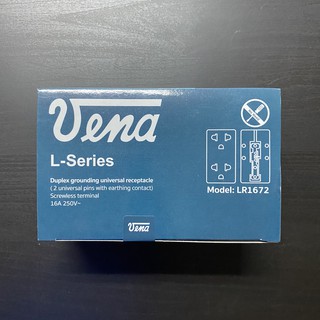 Vena
L-Series
Duplex grounding universal receptacle
( 2 universal pins with earthing contact)
Screwless terminal
16A 250V~
Model: LR1672
Vena